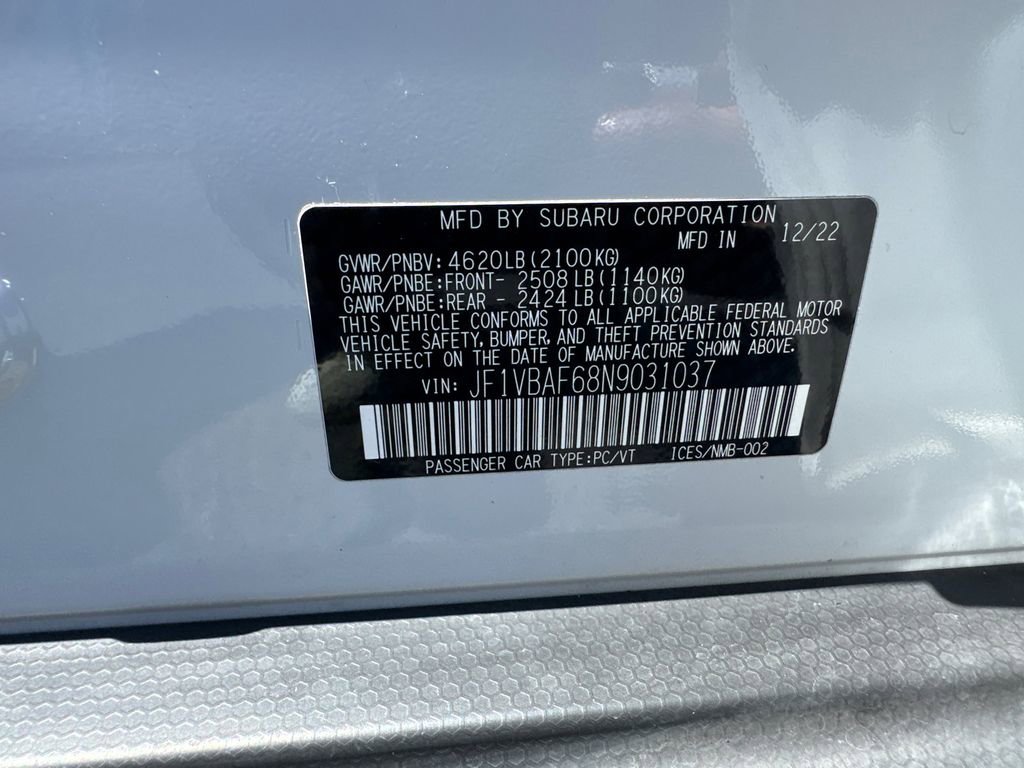 MFD BY SUBARU CORPORATION
MFD IN 12/22
GVWR/PNBV: 4620LB(2100KG)
GAWR/PNBE:FRONT- 2508LB(1140KG)
GAWR/PNBE:REAR - 2424LB(1100KG)
THIS VEHICLE CONFORMS TO ALL APPLICABLE FEDERAL MOTOR
VEHICLE SAFETY, BUMPER, AND THEFT PREVENTION STANDARDS
IN EFFECT ON THE DATE OF MANUFACTURE SHOWN ABOVE.
VIN: JF1VBAF68N9031037
PASSENGER CAR TYPE:PC/VT ICES/NMB-002